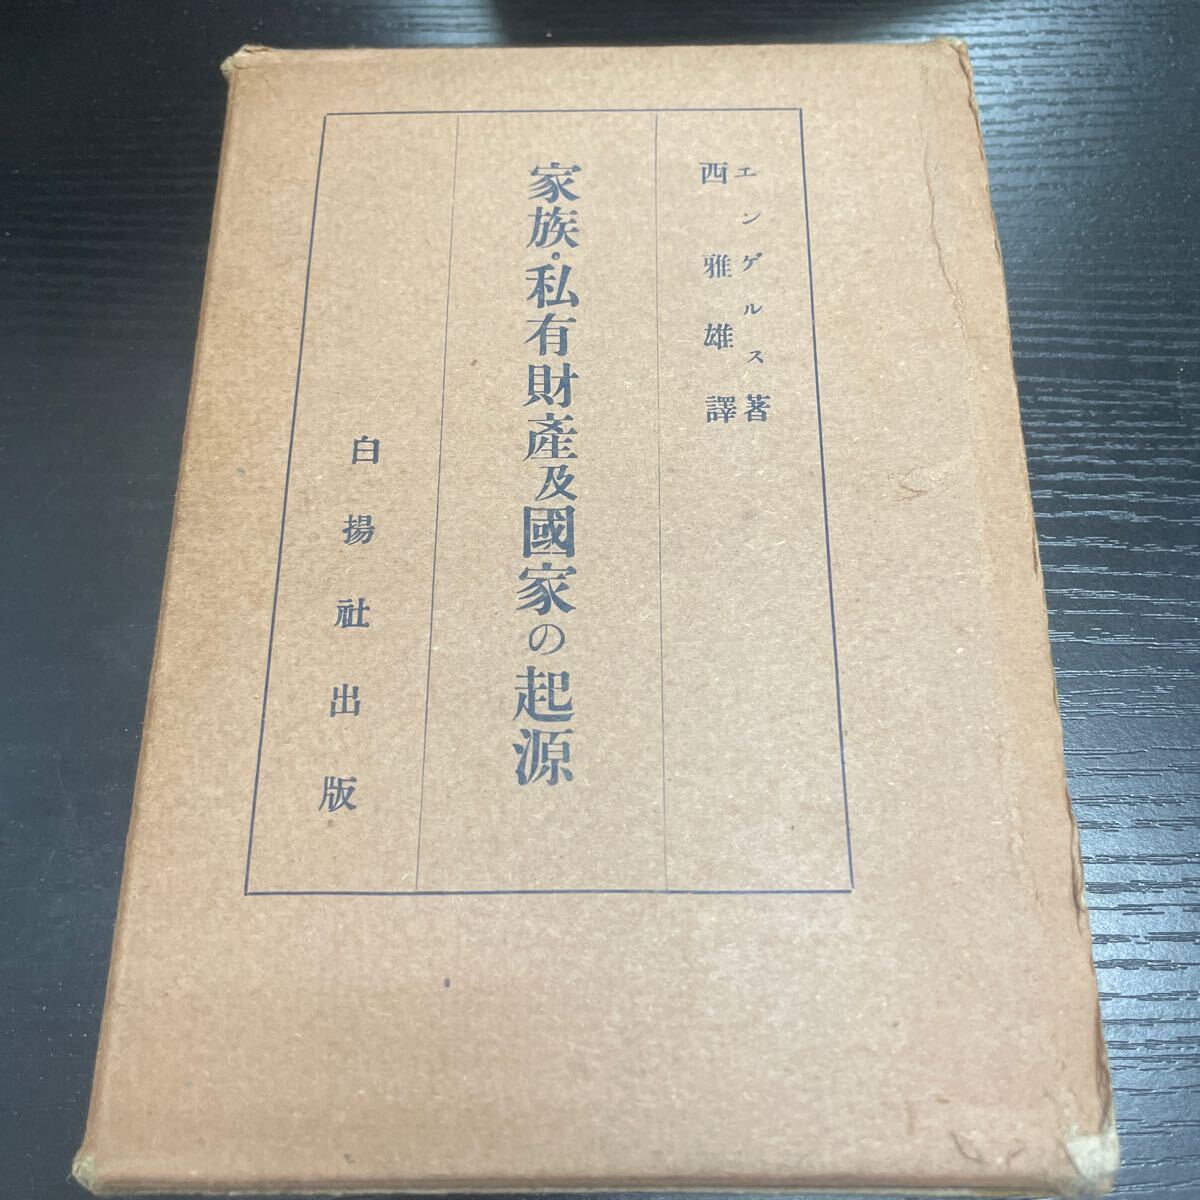 エンゲルス著
西雅雄譯
家族・私有財產及國家の起源
白揚社出版